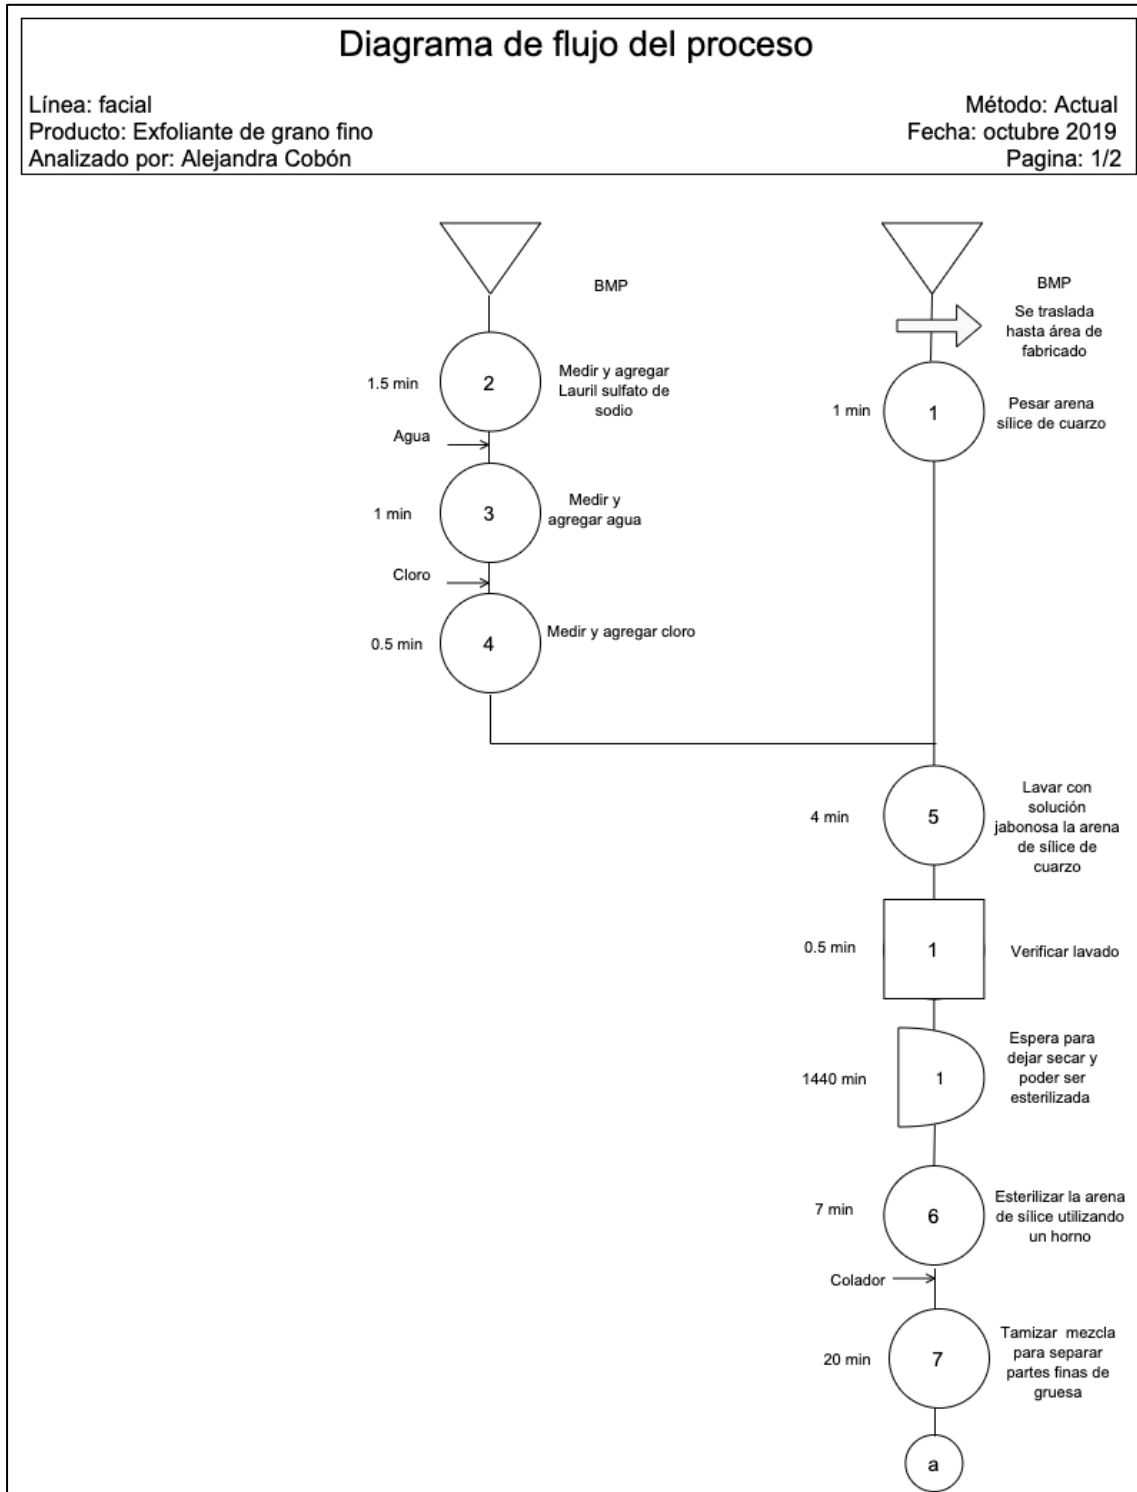 Diagrama de flujo del proceso
Línea: facial
Método: Actual
Producto: Exfoliante de grano fino
Fecha: octubre 2019
Analizado por: Alejandra Cobón
Pagina: 1/2
BMP
BMP
Se traslada
hasta área de
fabricado
1.5 min
2
Medir y agregar
Lauril sulfato de
sodio
1 min
1
Pesar arena
sílice de cuarzo
Agua
1 min
3
Medir y
agregar agua
Cloro
0.5 min
4
Medir y agregar cloro
4 min
5
Lavar con
solución
jabonosa la arena
de sílice de
cuarzo
0.5 min
1
Verificar lavado
1440 min
1
Espera para
dejar secar y
poder ser
esterilizada
7 min
6
Esterilizar la arena
de sílice utilizando
un horno
Colador
20 min
7
Tamizar mezcla
para separar
partes finas de
gruesa
a